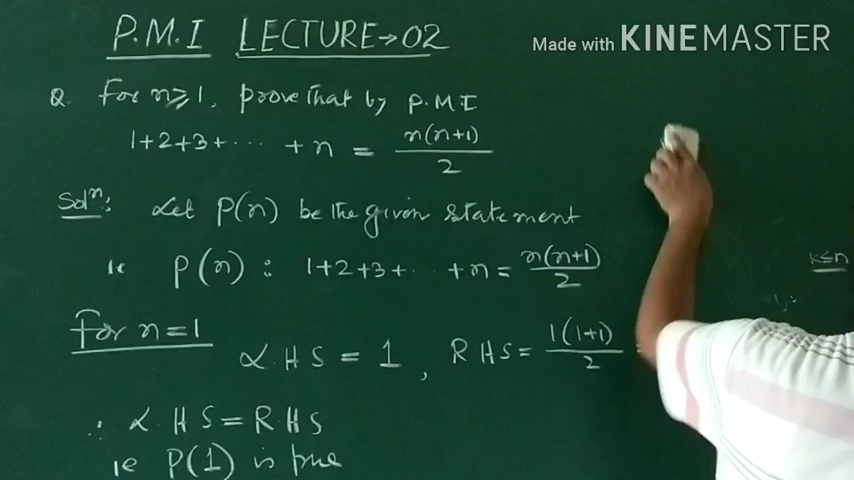 P.M.I LECTURE→02
Made with KINEMASTER
Q. For n≥1, prove that by P.M.I
1+2+3+.....+n = n(n+1)/2
Solⁿ: Let P(n) be the given statement
ie P(n) : 1+2+3+...+n = n(n+1)/2
k≤n
For n=1
LHS = 1, RHS = 1(1+1)/2
∴ LHS = RHS
ie P(1) is true